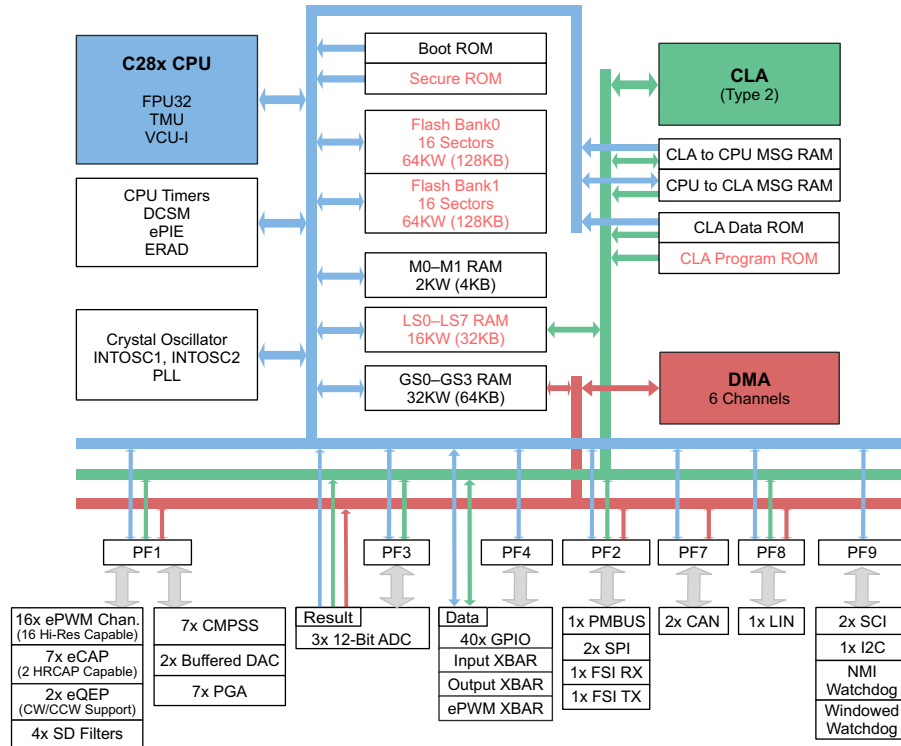 C28x CPU
FPU32
TMU
VCU-I
CPU Timers
DCSM
ePIE
ERAD
Crystal Oscillator
INTOSC1, INTOSC2
PLL
Boot ROM
Secure ROM
Flash Bank0
16 Sectors
64KW (128KB)
Flash Bank1
16 Sectors
64KW (128KB)
M0–M1 RAM
2KW (4KB)
LS0–LS7 RAM
16KW (32KB)
GS0–GS3 RAM
32KW (64KB)
CLA
(Type 2)
CLA to CPU MSG RAM
CPU to CLA MSG RAM
CLA Data ROM
CLA Program ROM
DMA
6 Channels
PF1
PF3
PF4
PF2
PF7
PF8
PF9
16x ePWM Chan.
(16 Hi-Res Capable)
7x eCAP
(2 HRCAP Capable)
2x eQEP
(CW/CCW Support)
4x SD Filters
7x CMPSS
2x Buffered DAC
7x PGA
Result
3x 12-Bit ADC
Data
40x GPIO
Input XBAR
Output XBAR
ePWM XBAR
1x PMBUS
2x SPI
1x FSI RX
1x FSI TX
2x CAN
1x LIN
2x SCI
1x I2C
NMI
Watchdog
Windowed
Watchdog